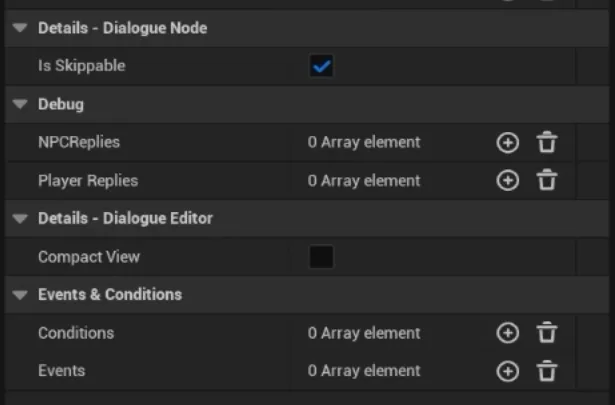 Details - Dialogue Node
Is Skippable
Debug
NPCReplies 0 Array element
Player Replies 0 Array element
Details - Dialogue Editor
Compact View
Events & Conditions
Conditions 0 Array element
Events 0 Array element